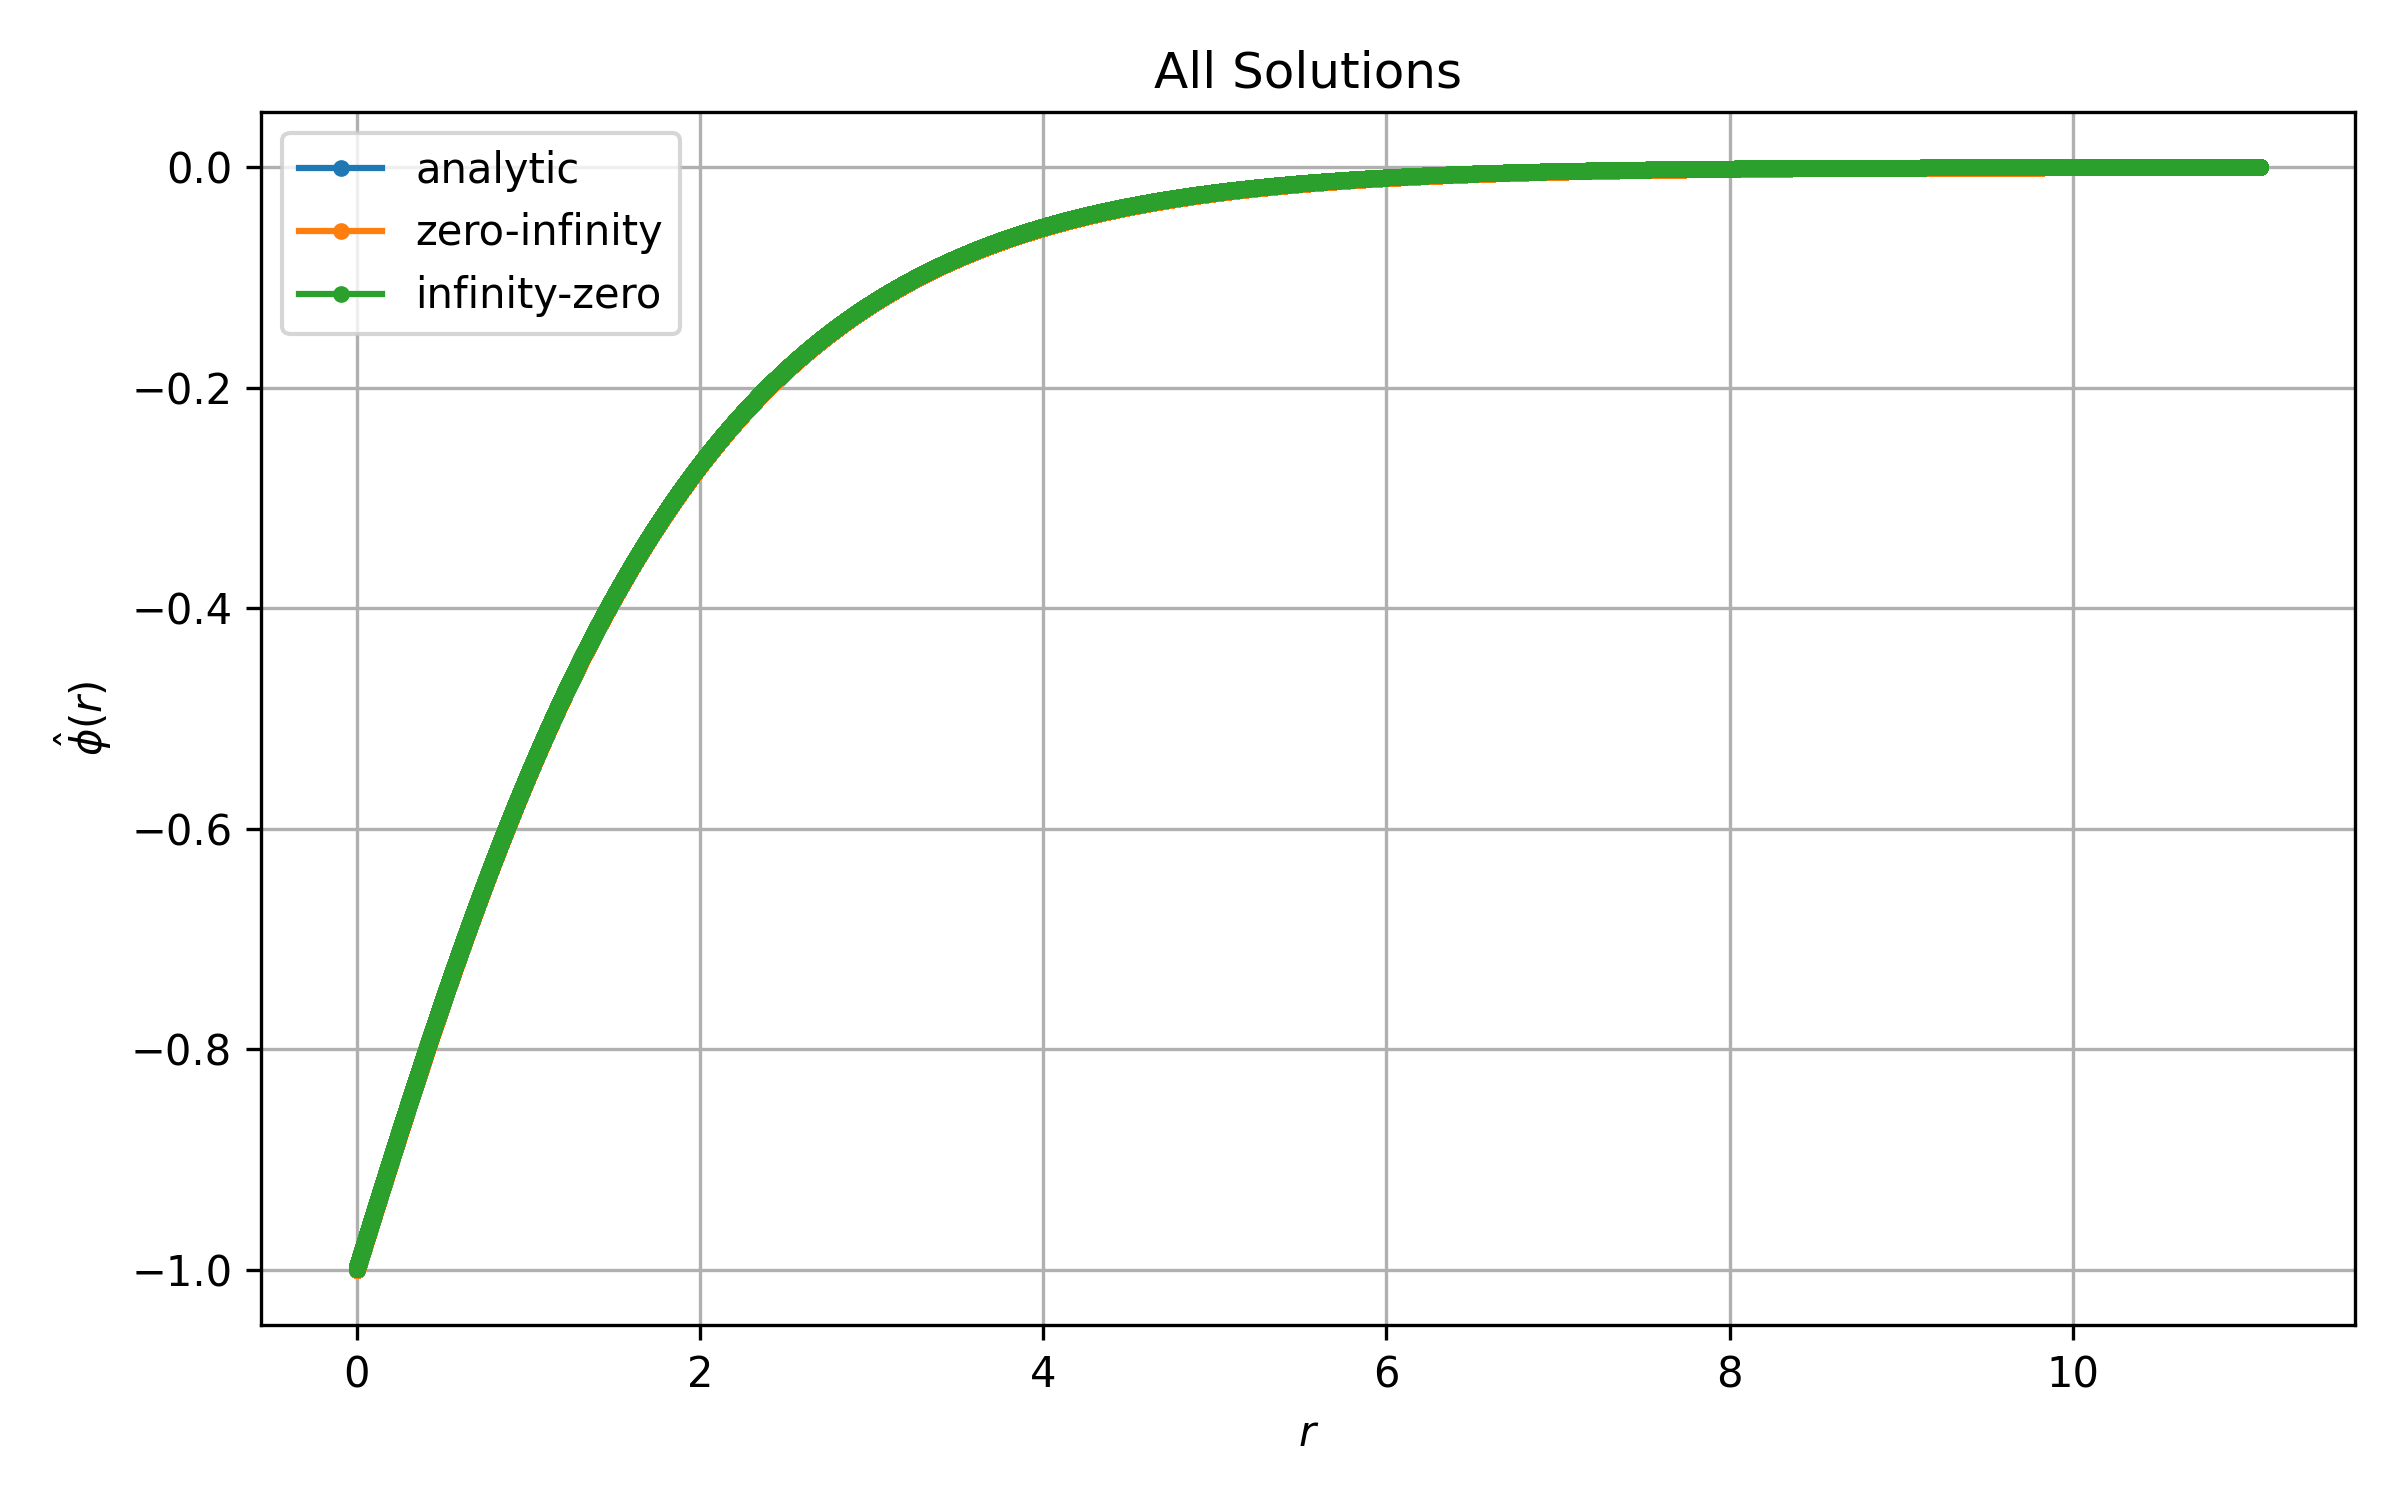 All Solutions
analytic
zero-infinity
infinity-zero
0.0
−0.2
−0.4
−0.6
−0.8
−1.0
ϕ̂(r)
0 2 4 6 8 10
r